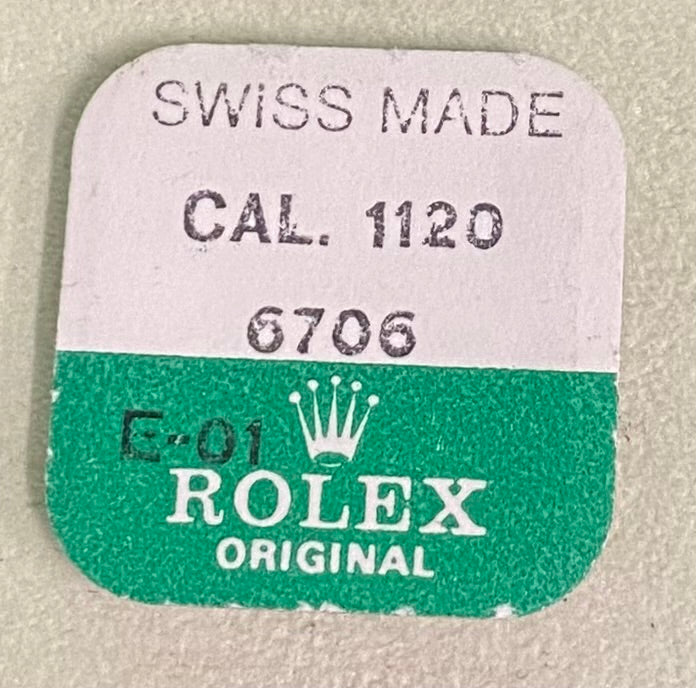 SWISS MADE
CAL. 1120
6706
E-01
ROLEX
ORIGINAL